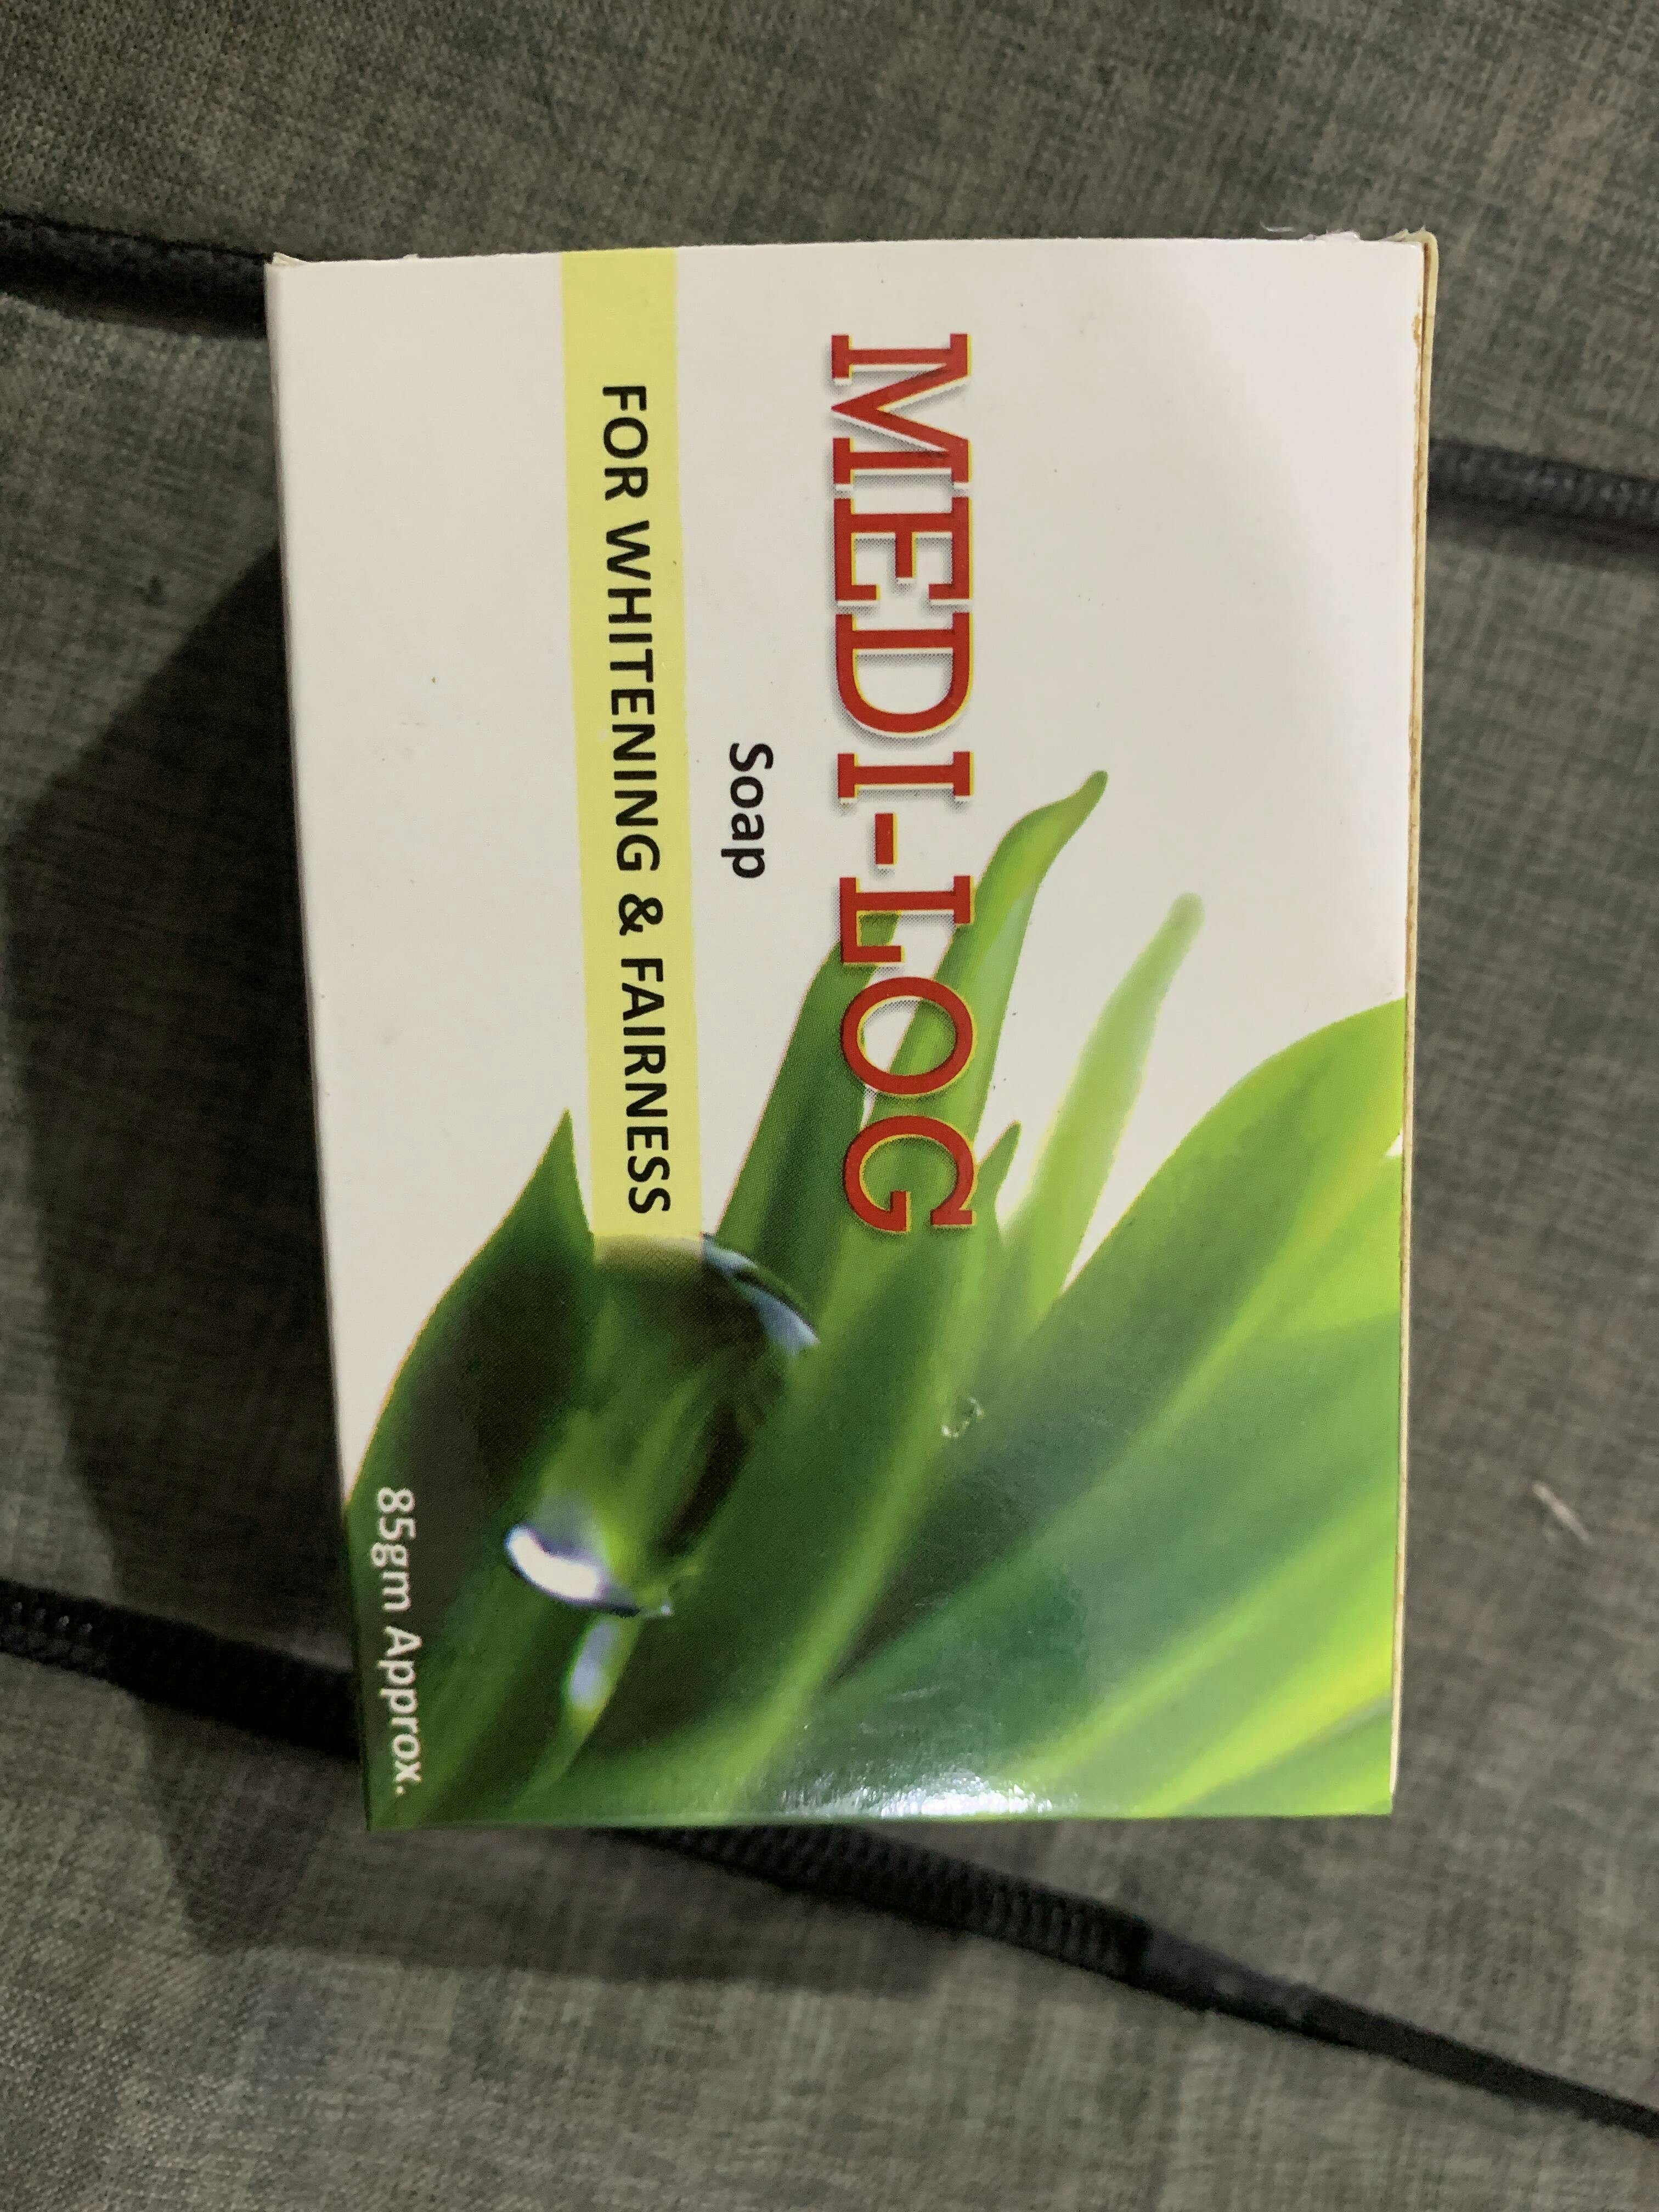 MEDI-LOG
Soap
FOR WHITENING & FAIRNESS
85gm Approx.